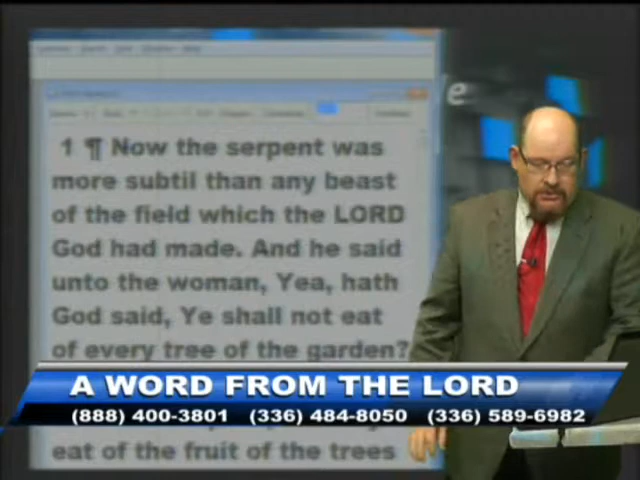 1 ¶ Now the serpent was
more subtil than any beast
of the field which the LORD
God had made. And he said
unto the woman, Yea, hath
God said, Ye shall not eat
of every tree of the garden?
A WORD FROM THE LORD
(888) 400-3801 (336) 484-8050 (336) 589-6982
eat of the fruit of the trees